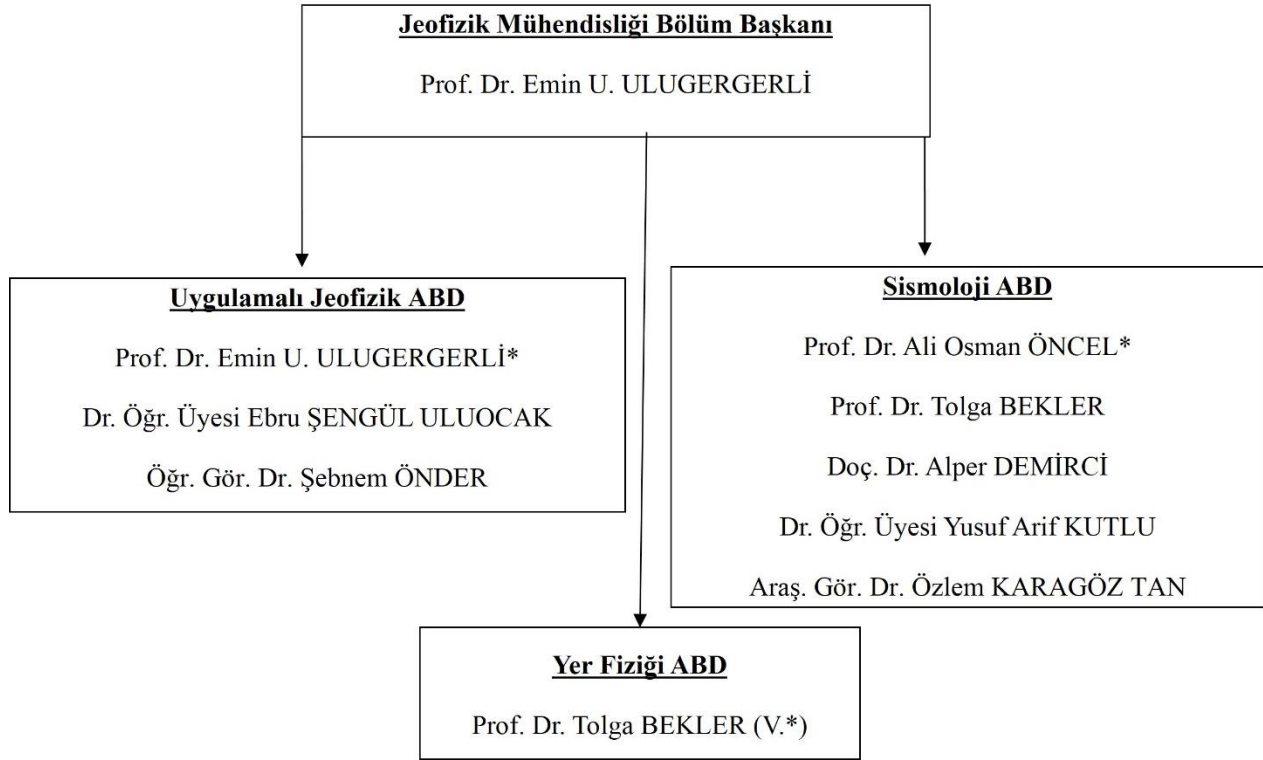 Jeofizik Mühendisliği Bölüm Başkanı
Prof. Dr. Emin U. ULUGERGERLİ
Uygulamalı Jeofizik ABD
Prof. Dr. Emin U. ULUGERGERLİ*
Dr. Öğr. Üyesi Ebru ŞENGÜL ULUOCAK
Öğr. Gör. Dr. Şebnem ÖNDER
Sismoloji ABD
Prof. Dr. Ali Osman ÖNCEL*
Prof. Dr. Tolga BEKLER
Doç. Dr. Alper DEMİRCİ
Dr. Öğr. Üyesi Yusuf Arif KUTLU
Araş. Gör. Dr. Özlem KARAGÖZ TAN
Yer Fiziği ABD
Prof. Dr. Tolga BEKLER (V.*)